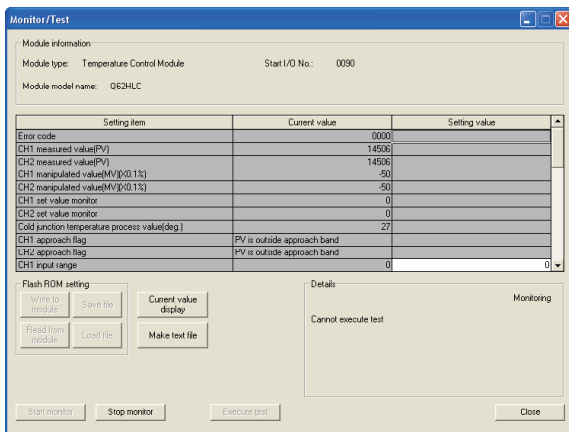 Monitor/Test
Module information
Module type: Temperature Control Module Start I/O No.: 0090
Module model name: Q62HLC
Setting item Current value Setting value
Error code 0000
CH1 measured value(PV) 14506
CH2 measured value(PV) 14506
CH1 manipulated value(MV)(X0.1%) -50
CH2 manipulated value(MV)(X0.1%) -50
CH1 set value monitor 0
CH2 set value monitor 0
Cold junction temperature process value(deg.) 27
CH1 approach flag PV is outside approach band
CH2 approach flag PV is outside approach band
CH1 input range 0 0
Flash ROM setting
Write to module
Save file
Current value display
Read from module
Load file
Make text file
Details
Monitoring
Cannot execute test
Start monitor Stop monitor Execute test Close